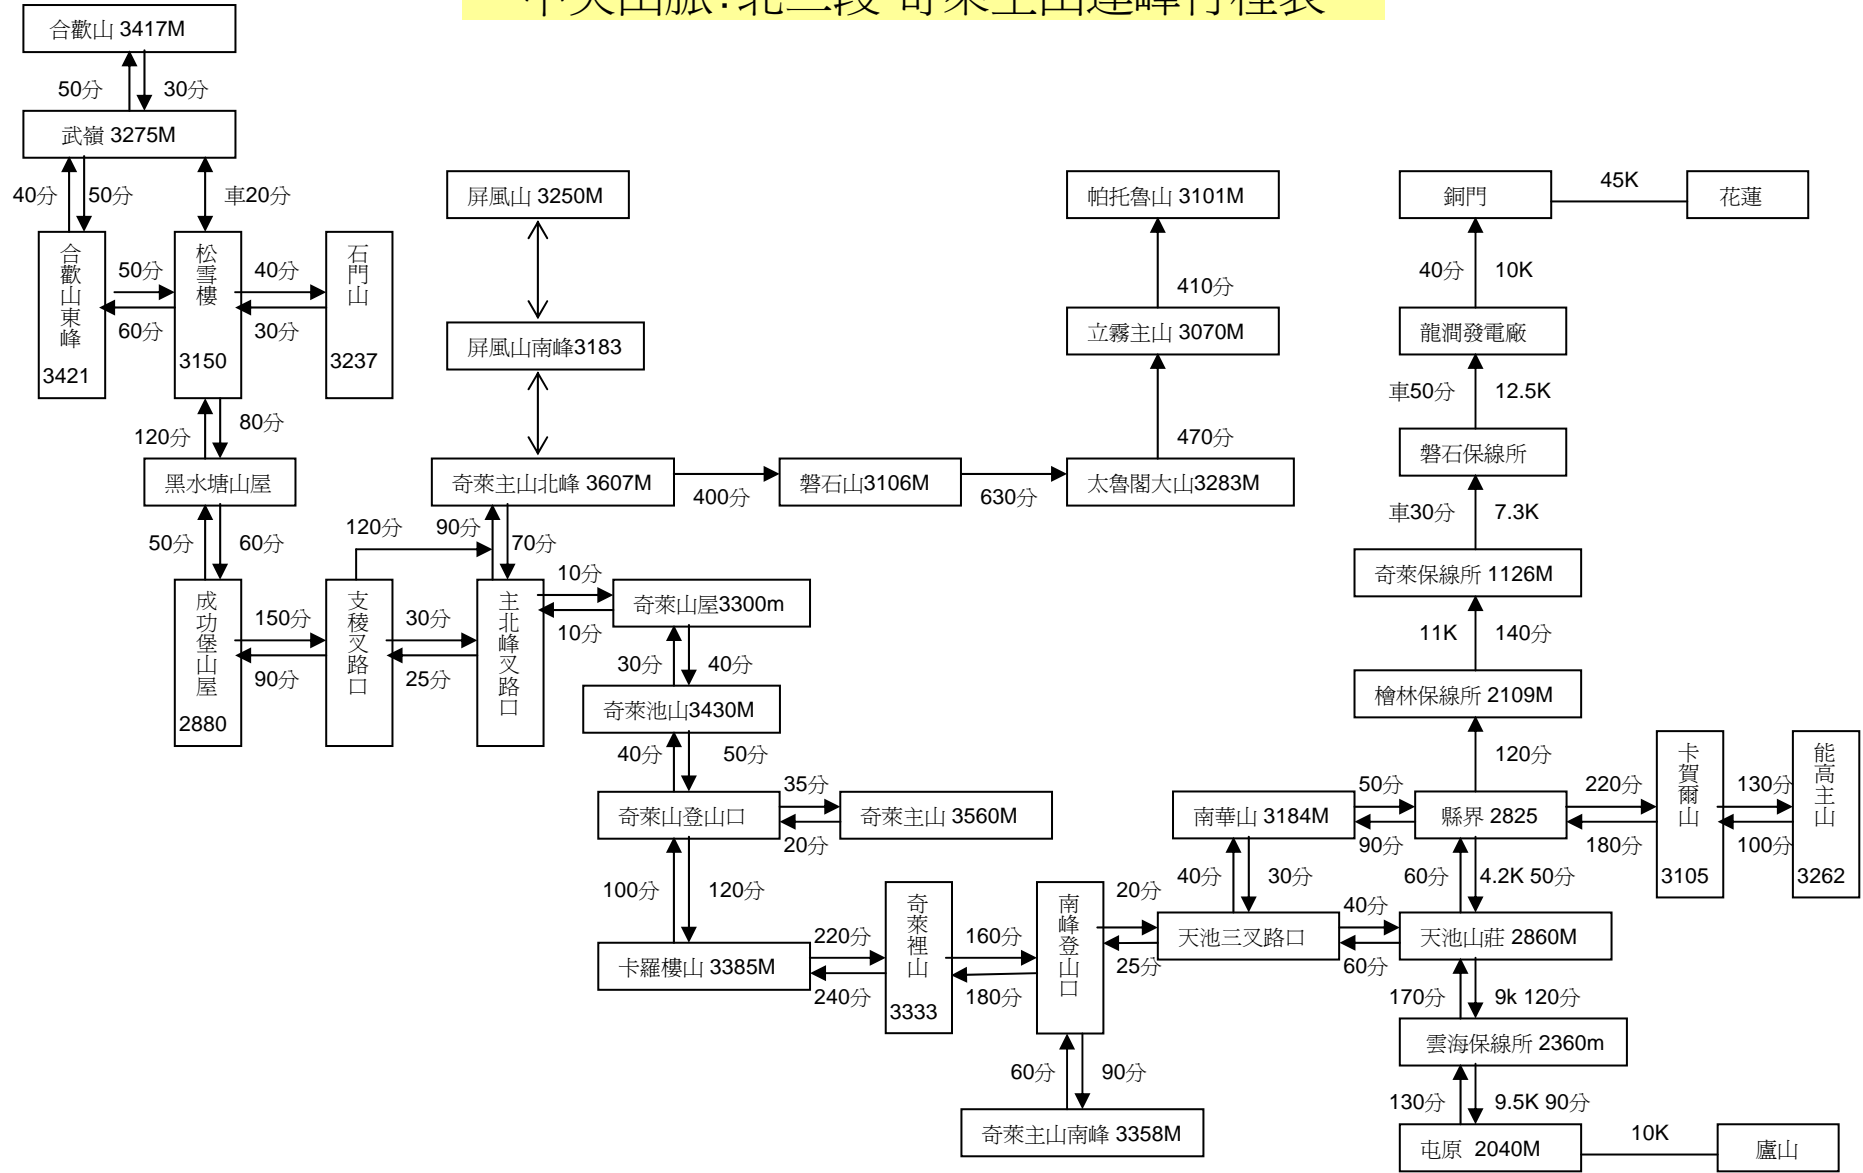 中央山脈:北三段 奇萊主山連峰行程表
合歡山 3417M
50分
30分
武嶺 3275M
40分
50分
車20分
屏風山 3250M
帕托魯山 3101M
銅門
45K
花蓮
合歡山東峰
3421
50分
60分
松雪樓
3150
40分
30分
石門山
3237
410分
40分
10K
屏風山南峰3183
立霧主山 3070M
龍澗發電廠
120分
80分
470分
車50分
12.5K
黑水塘山屋
奇萊主山北峰 3607M
400分
磐石山3106M
630分
太魯閣大山3283M
磐石保線所
50分
60分
120分
90分
70分
車30分
7.3K
成功堡山屋
2880
150分
90分
支稜叉路口
30分
25分
主北峰叉路口
10分
10分
奇萊山屋3300m
奇萊保線所 1126M
30分
40分
11K
140分
奇萊池山3430M
檜林保線所 2109M
40分
50分
120分
奇萊山登山口
35分
20分
奇萊主山 3560M
南華山 3184M
50分
90分
縣界 2825
220分
180分
卡賀爾山
3105
130分
100分
能高主山
3262
100分
120分
40分
30分
60分
4.2K 50分
卡羅樓山 3385M
220分
240分
奇萊裡山
3333
160分
180分
南峰登山口
20分
25分
天池三叉路口
40分
60分
天池山莊 2860M
170分
9k 120分
雲海保線所 2360m
60分
90分
130分
9.5K 90分
奇萊主山南峰 3358M
屯原 2040M
10K
廬山